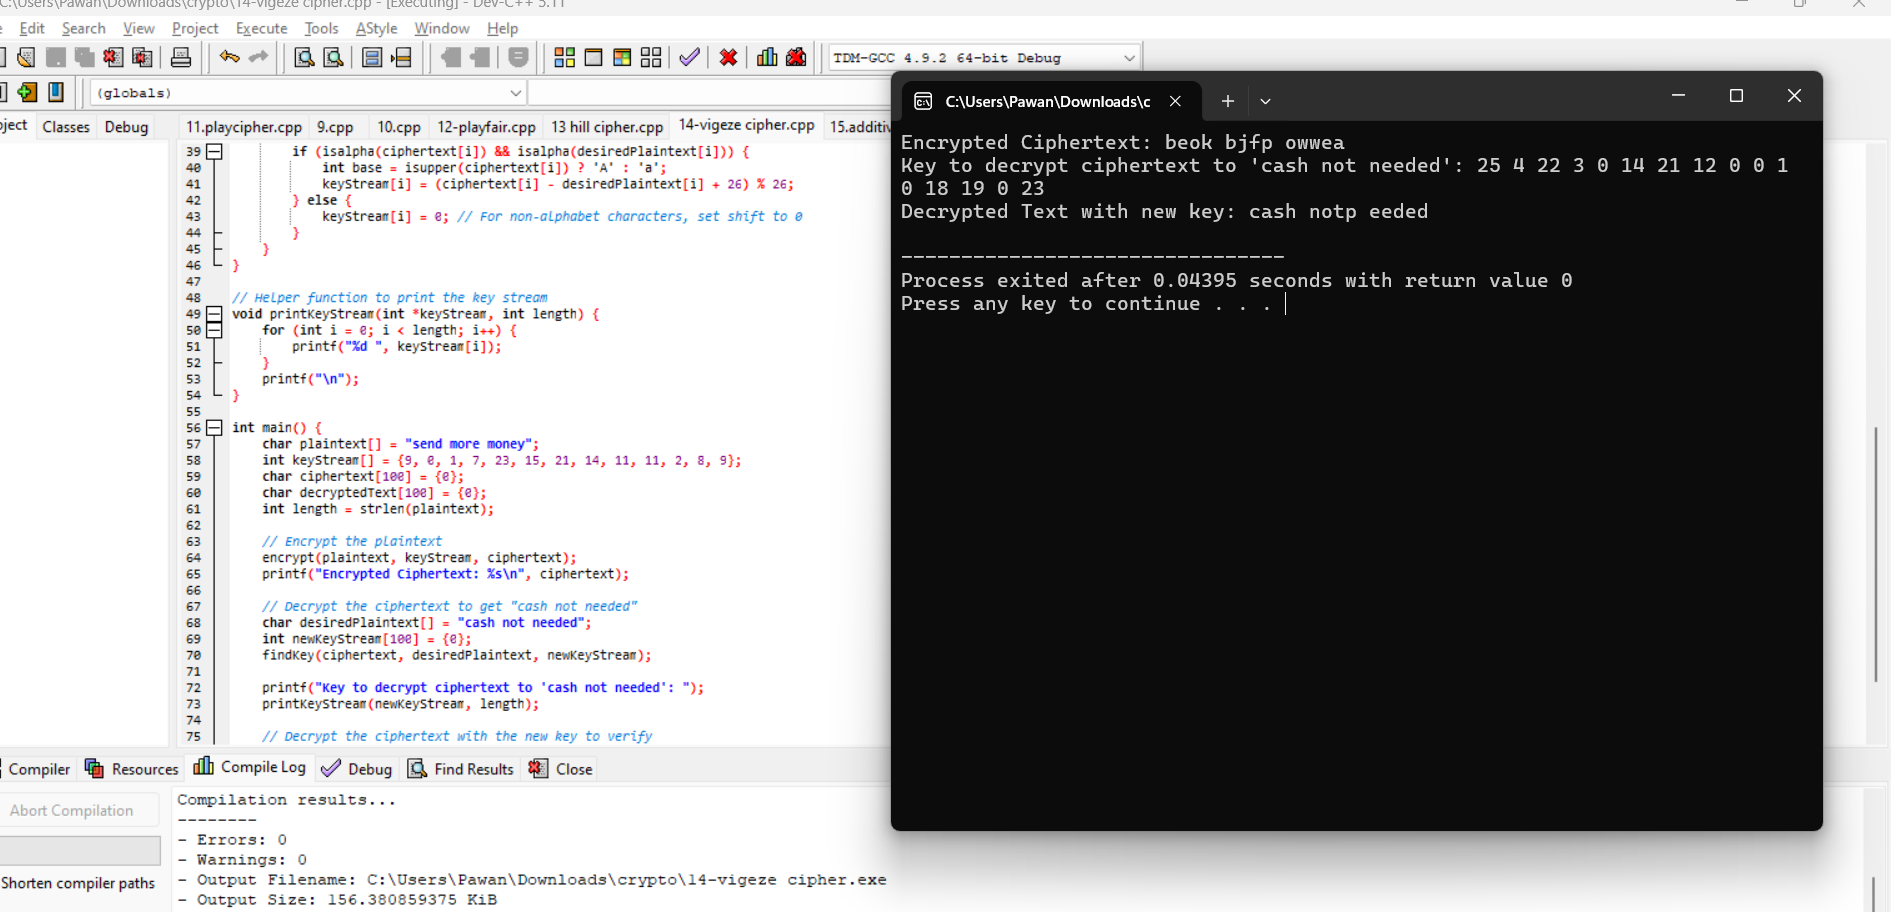 C:\Users\Pawan\Downloads\crypto\14-vigeze cipher.cpp - [Executing] - Dev-C++ 5.11
Edit Search View Project Execute Tools AStyle Window Help
TDM-GCC 4.9.2 64-bit Debug
(globals)
Classes Debug
11.playcipher.cpp 9.cpp 10.cpp 12-playfair.cpp 13 hill cipher.cpp 14-vigeze cipher.cpp
39 if (isalpha(ciphertext[i]) && isalpha(desiredPlaintext[i])) {
40 int base = isupper(ciphertext[i]) ? 'A' : 'a';
41 keyStream[i] = (ciphertext[i] - desiredPlaintext[i] + 26) % 26;
42 } else {
43 keyStream[i] = 0; // For non-alphabet characters, set shift to 0
44 }
45 }
46 }
47
48 // Helper function to print the key stream
49 void printKeyStream(int *keyStream, int length) {
50 for (int i = 0; i < length; i++) {
51 printf("%d ", keyStream[i]);
52 }
53 printf("\n");
54 }
55
56 int main() {
57 char plaintext[] = "send more money";
58 int keyStream[] = {9, 0, 1, 7, 23, 15, 21, 14, 11, 11, 2, 8, 9};
59 char ciphertext[100] = {0};
60 char decryptedText[100] = {0};
61 int length = strlen(plaintext);
62
63 // Encrypt the plaintext
64 encrypt(plaintext, keyStream, ciphertext);
65 printf("Encrypted Ciphertext: %s\n", ciphertext);
66
67 // Decrypt the ciphertext to get "cash not needed"
68 char desiredPlaintext[] = "cash not needed";
69 int newKeyStream[100] = {0};
70 findKey(ciphertext, desiredPlaintext, newKeyStream);
71
72 printf("Key to decrypt ciphertext to 'cash not needed': ");
73 printKeyStream(newKeyStream, length);
74
75 // Decrypt the ciphertext with the new key to verify
C:\Users\Pawan\Downloads\c
Encrypted Ciphertext: beok bjfp owwea
Key to decrypt ciphertext to 'cash not needed': 25 4 22 3 0 14 21 12 0 0 1
0 18 19 0 23
Decrypted Text with new key: cash notp eeded
--------------------------------
Process exited after 0.04395 seconds with return value 0
Press any key to continue . . .
Compiler Resources Compile Log Debug Find Results Close
Abort Compilation
Shorten compiler paths
Compilation results...
--------
- Errors: 0
- Warnings: 0
- Output Filename: C:\Users\Pawan\Downloads\crypto\14-vigeze cipher.exe
- Output Size: 156.380859375 KiB